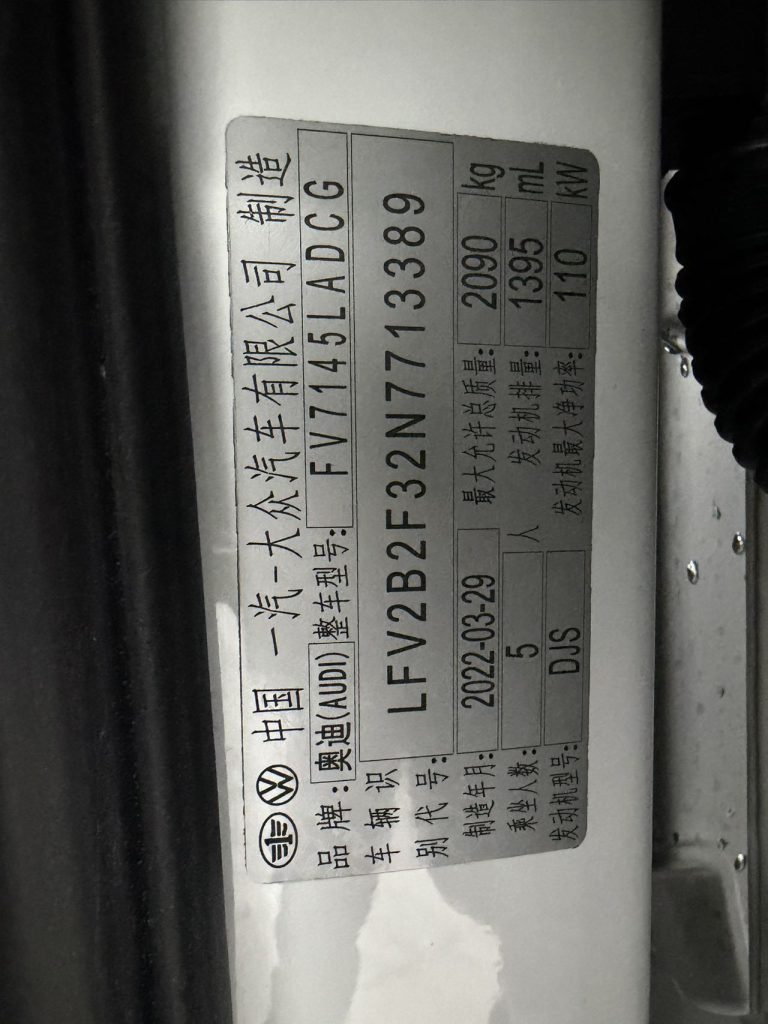 中国 一汽-大众汽车有限公司 制造
品牌: 奥迪(AUDI) 整车型号: FV7145LADCG
车辆识别代号: LFV2B2F32N7713389
制造年月: 2022-03-29 最大允许总质量: 2090 kg
乘坐人数: 5 人 发动机排量: 1395 mL
发动机型号: DJS 发动机最大净功率: 110 kW